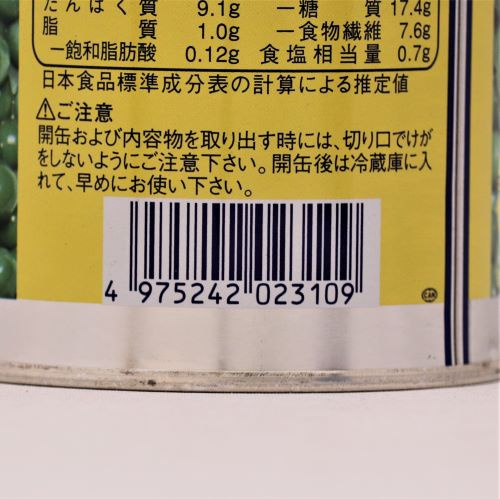 たんぱく質 9.1g ー糖質 17.4g
脂質 1.0g ー食物繊維 7.6g
ー飽和脂肪酸 0.12g 食塩相当量 0.7g
日本食品標準成分表の計算による推定値
⚠ご注意
開缶および内容物を取り出す時には、切り口でけが
をしないようにご注意下さい。開缶後は冷蔵庫に入
れて、早めにお使い下さい。
4 975242 023109
CAN